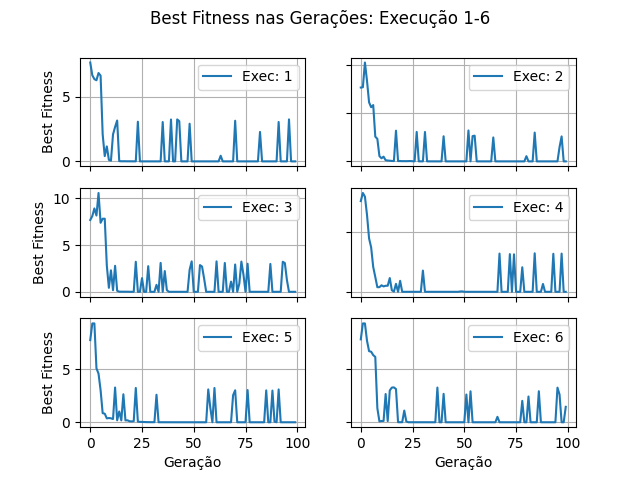 Best Fitness nas Gerações: Execução 1-6
Best Fitness
5
0
Exec: 1
Exec: 2
Best Fitness
10
5
0
Exec: 3
Exec: 4
Best Fitness
5
0
Exec: 5
Exec: 6
0 25 50 75 100
0 25 50 75 100
Geração
Geração